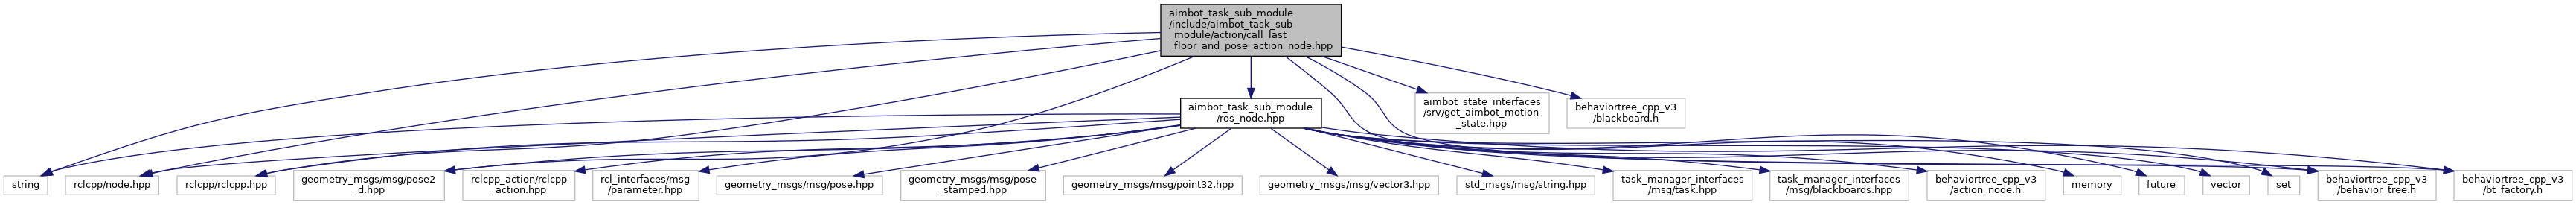 aimbot_task_sub_module
/include/aimbot_task_sub
_module/action/call_last
_floor_and_pose_action_node.hpp
aimbot_task_sub_module
/ros_node.hpp
aimbot_state_interfaces
/srv/get_aimbot_motion
_state.hpp
behaviortree_cpp_v3
/blackboard.h
string
rclcpp/node.hpp
rclcpp/rclcpp.hpp
geometry_msgs/msg/pose2
_d.hpp
rclcpp_action/rclcpp
_action.hpp
rcl_interfaces/msg
/parameter.hpp
geometry_msgs/msg/pose.hpp
geometry_msgs/msg/pose
_stamped.hpp
geometry_msgs/msg/point32.hpp
geometry_msgs/msg/vector3.hpp
std_msgs/msg/string.hpp
task_manager_interfaces
/msg/task.hpp
task_manager_interfaces
/msg/blackboards.hpp
behaviortree_cpp_v3
/action_node.h
memory
future
vector
set
behaviortree_cpp_v3
/behavior_tree.h
behaviortree_cpp_v3
/bt_factory.h